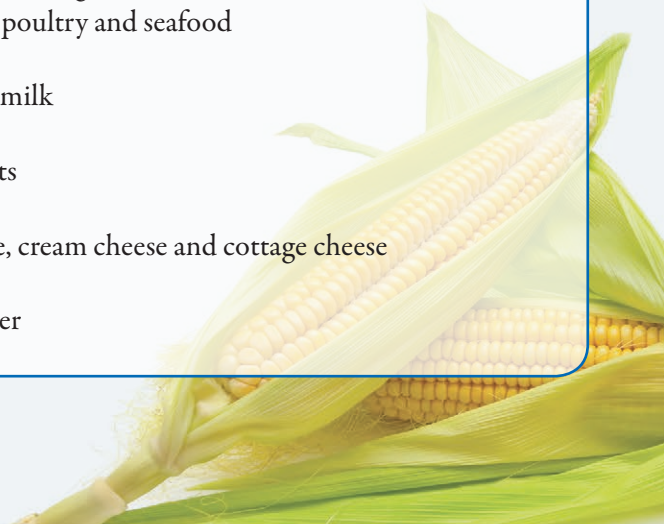 poultry and seafood
milk
ts
e, cream cheese and cottage cheese
er